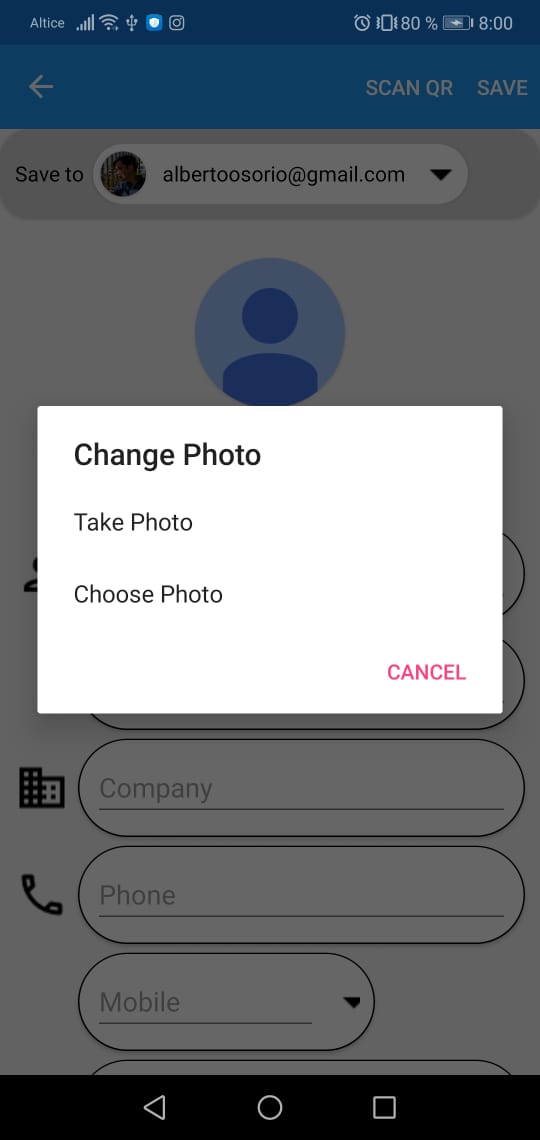 Altice 80 % 8:00
SCAN QR SAVE
Save to albertoosorio@gmail.com
Change Photo
Take Photo
Choose Photo
CANCEL
Company
Phone
Mobile